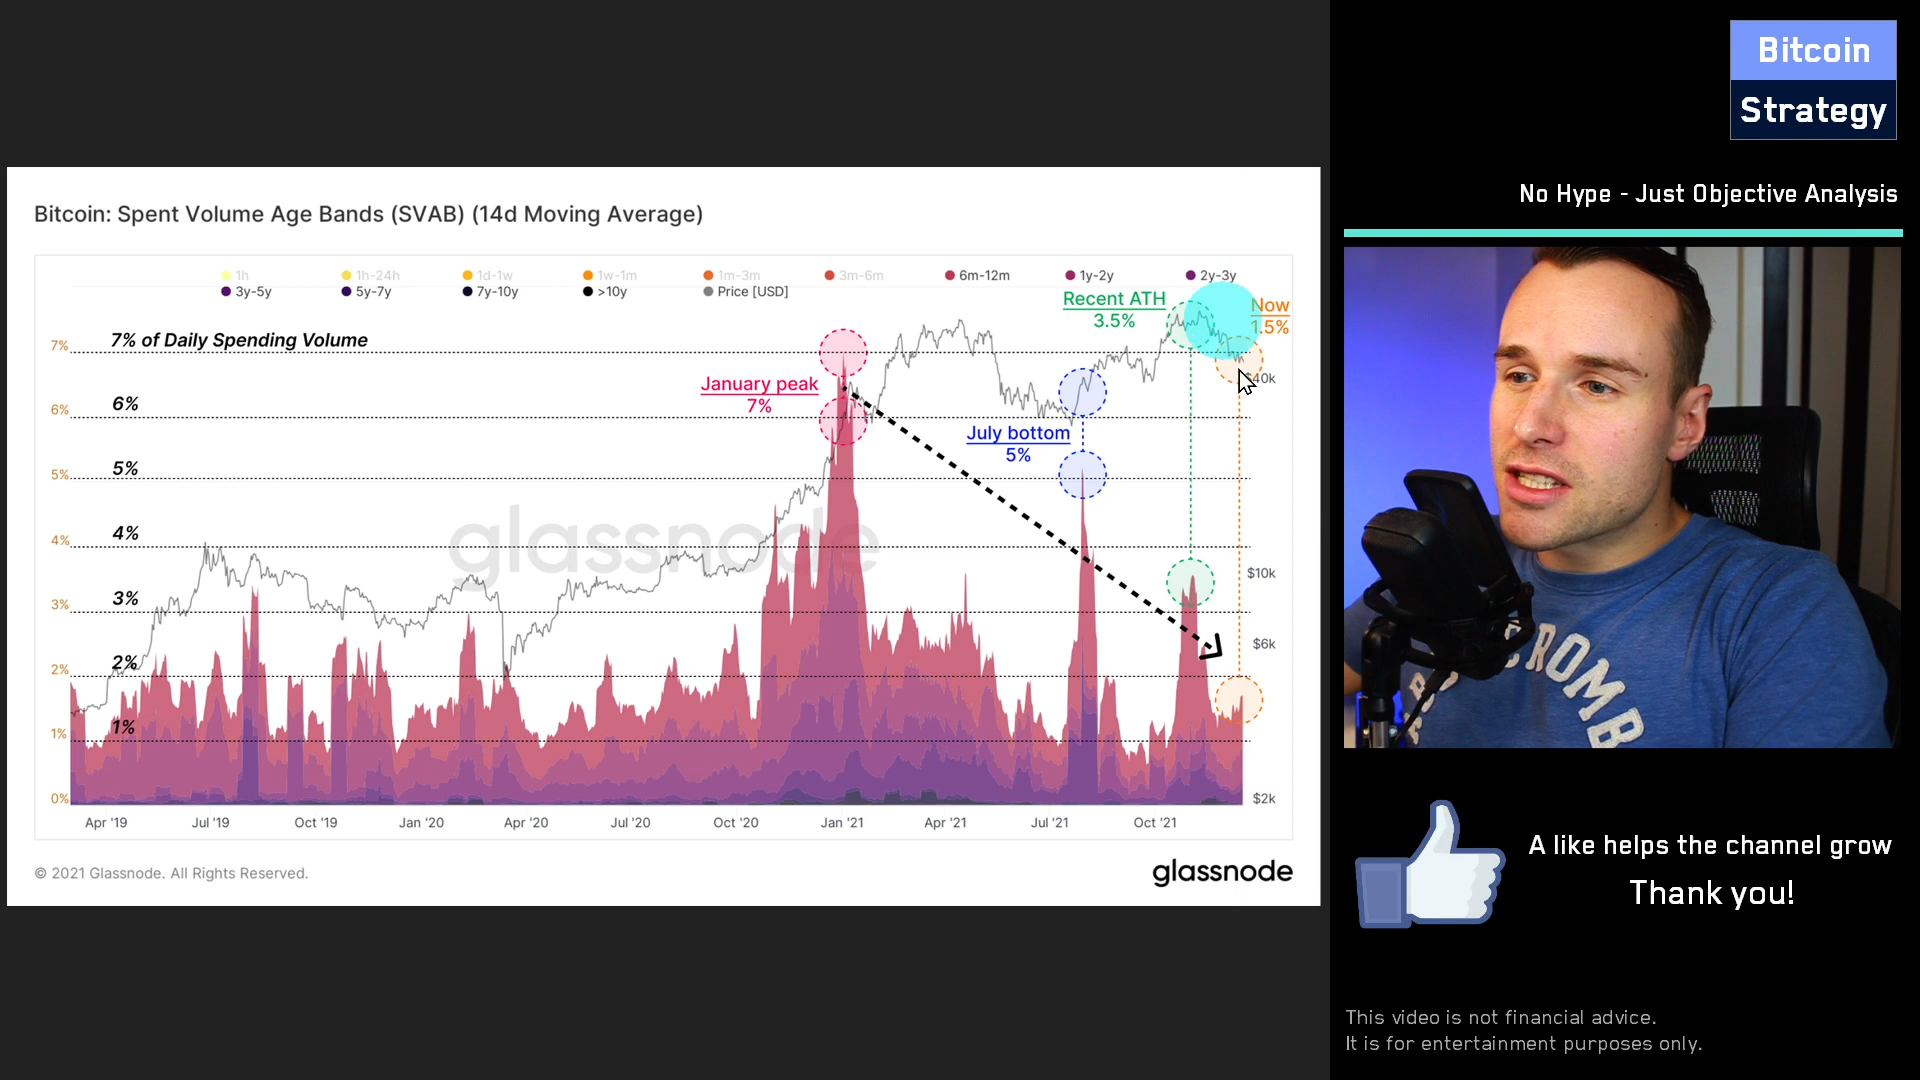 Bitcoin
Strategy
No Hype - Just Objective Analysis
Bitcoin: Spent Volume Age Bands (SVAB) (14d Moving Average)
1h 1h-24h 1d-1w 1w-1m 1m-3m 3m-6m 6m-12m 1y-2y 2y-3y
3y-5y 5y-7y 7y-10y >10y Price [USD]
Recent ATH
3.5%
Now
1.5%
7% of Daily Spending Volume
7%
January peak
7%
$40k
6%
6%
July bottom
5%
5%
5%
glassnode
4%
4%
$10k
3%
3%
$6k
2%
2%
1%
1%
0%
$2k
Apr '19 Jul '19 Oct '19 Jan '20 Apr '20 Jul '20 Oct '20 Jan '21 Apr '21 Jul '21 Oct '21
© 2021 Glassnode. All Rights Reserved.
glassnode
A like helps the channel grow
Thank you!
This video is not financial advice.
It is for entertainment purposes only.